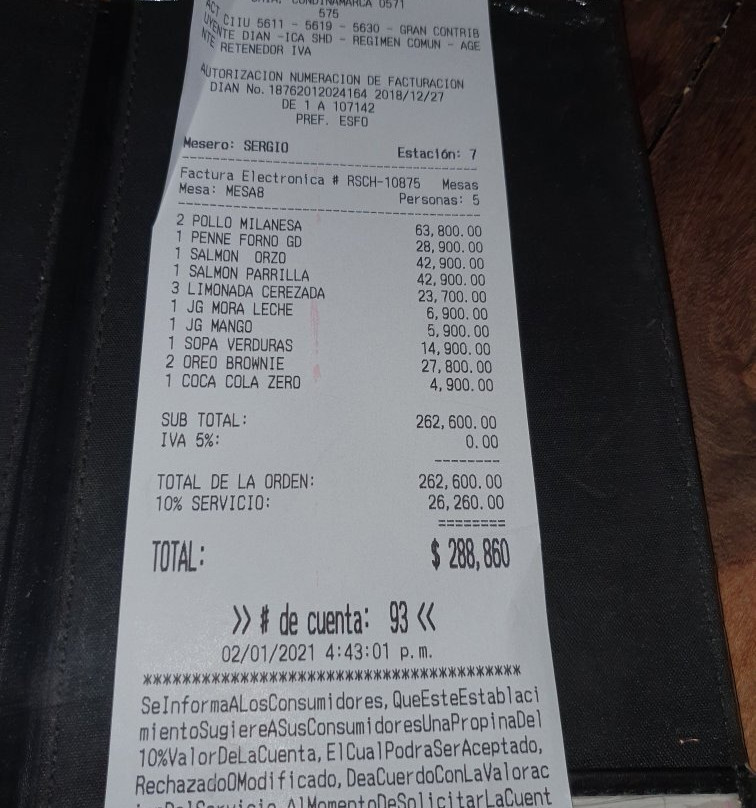 CUNDINAMARCA 0571
575
ACT CIIU 5611 - 5619 - 5630 - GRAN CONTRIB
UYENTE DIAN -ICA SHD - REGIMEN COMUN - AGE
NTE RETENEDOR IVA
AUTORIZACION NUMERACION DE FACTURACION
DIAN No. 18762012024164 2018/12/27
DE 1 A 107142
PREF. ESFO
Mesero: SERGIO Estación: 7
Factura Electronica # RSCH-10875 Mesas
Mesa: MESA8 Personas: 5
2 POLLO MILANESA 63,800.00
1 PENNE FORNO GD 28,900.00
1 SALMON ORZO 42,900.00
1 SALMON PARRILLA 42,900.00
3 LIMONADA CEREZADA 23,700.00
1 JG MORA LECHE 6,900.00
1 JG MANGO 5,900.00
1 SOPA VERDURAS 14,900.00
2 OREO BROWNIE 27,800.00
1 COCA COLA ZERO 4,900.00
SUB TOTAL: 262,600.00
IVA 5%: 0.00
TOTAL DE LA ORDEN: 262,600.00
10% SERVICIO: 26,260.00
TOTAL: $ 288,860
>> # de cuenta: 93 <<
02/01/2021 4:43:01 p.m.
****************************************
SeInformaALosConsumidores,QueEsteEstableci
mientoSugiereASusConsumidoresUnaPropinaDel
10%ValorDeLaCuenta,ElCualPodraSerAceptado,
RechazadoOModificado,DeaCuerdoConLaValorac
AlMomentoDeSolicitarLaCuent